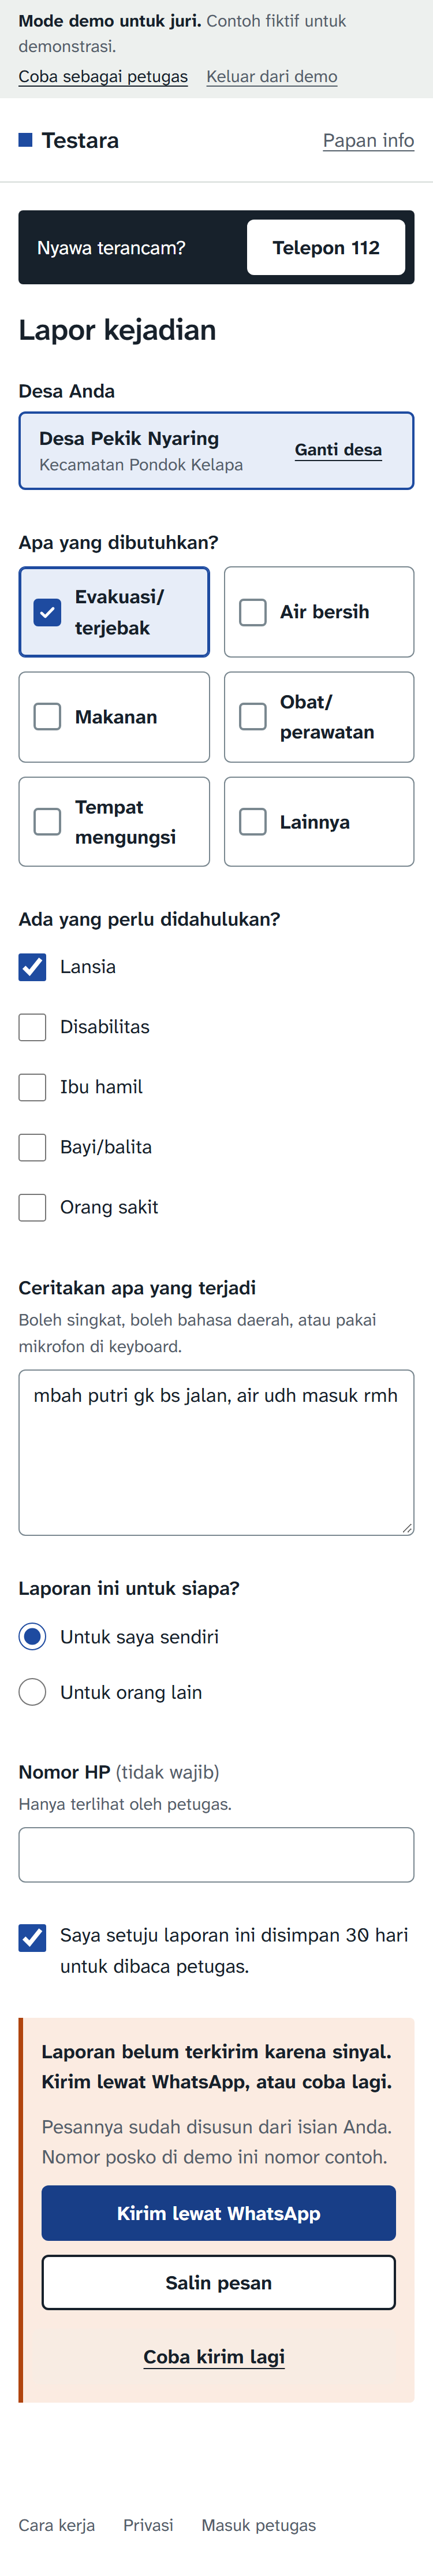 Mode demo untuk juri. Contoh fiktif untuk
demonstrasi.
Coba sebagai petugas Keluar dari demo
Testara Papan info
Nyawa terancam? Telepon 112
Lapor kejadian
Desa Anda
Desa Pekik Nyaring
Kecamatan Pondok Kelapa
Ganti desa
Apa yang dibutuhkan?
Evakuasi/
terjebak
Air bersih
Makanan
Obat/
perawatan
Tempat
mengungsi
Lainnya
Ada yang perlu didahulukan?
Lansia
Disabilitas
Ibu hamil
Bayi/balita
Orang sakit
Ceritakan apa yang terjadi
Boleh singkat, boleh bahasa daerah, atau pakai
mikrofon di keyboard.
mbah putri gk bs jalan, air udh masuk rmh
Laporan ini untuk siapa?
Untuk saya sendiri
Untuk orang lain
Nomor HP (tidak wajib)
Hanya terlihat oleh petugas.
Saya setuju laporan ini disimpan 30 hari
untuk dibaca petugas.
Laporan belum terkirim karena sinyal.
Kirim lewat WhatsApp, atau coba lagi.
Pesannya sudah disusun dari isian Anda.
Nomor posko di demo ini nomor contoh.
Kirim lewat WhatsApp
Salin pesan
Coba kirim lagi
Cara kerja Privasi Masuk petugas